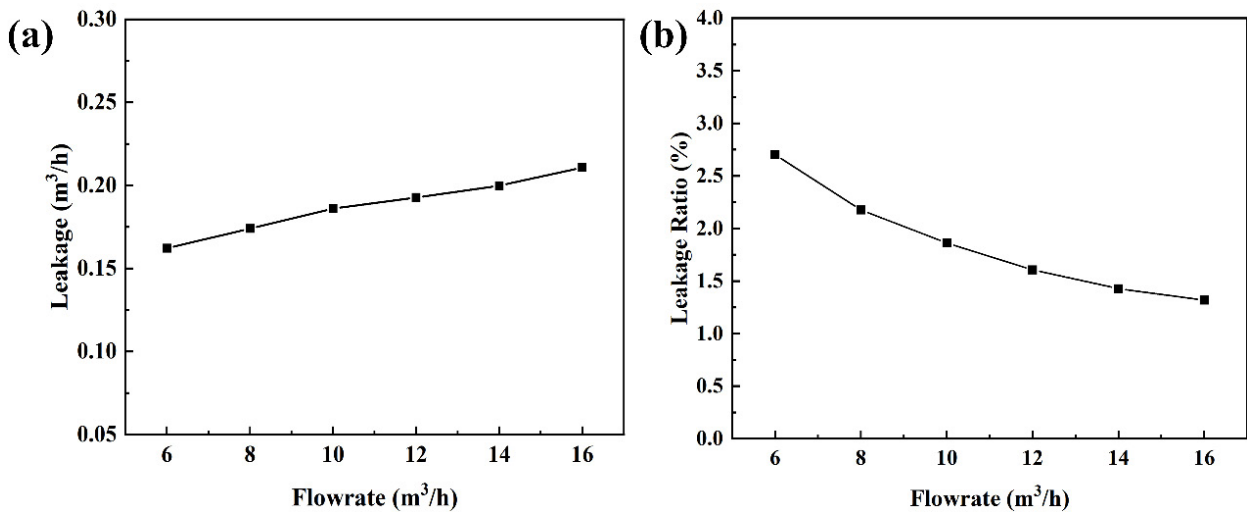 (a)
0.30
0.25
0.20
0.15
0.10
0.05
Leakage (m³/h)
6 8 10 12 14 16
Flowrate (m³/h)
(b)
4.0
3.5
3.0
2.5
2.0
1.5
1.0
0.5
0.0
Leakage Ratio (%)
6 8 10 12 14 16
Flowrate (m³/h)